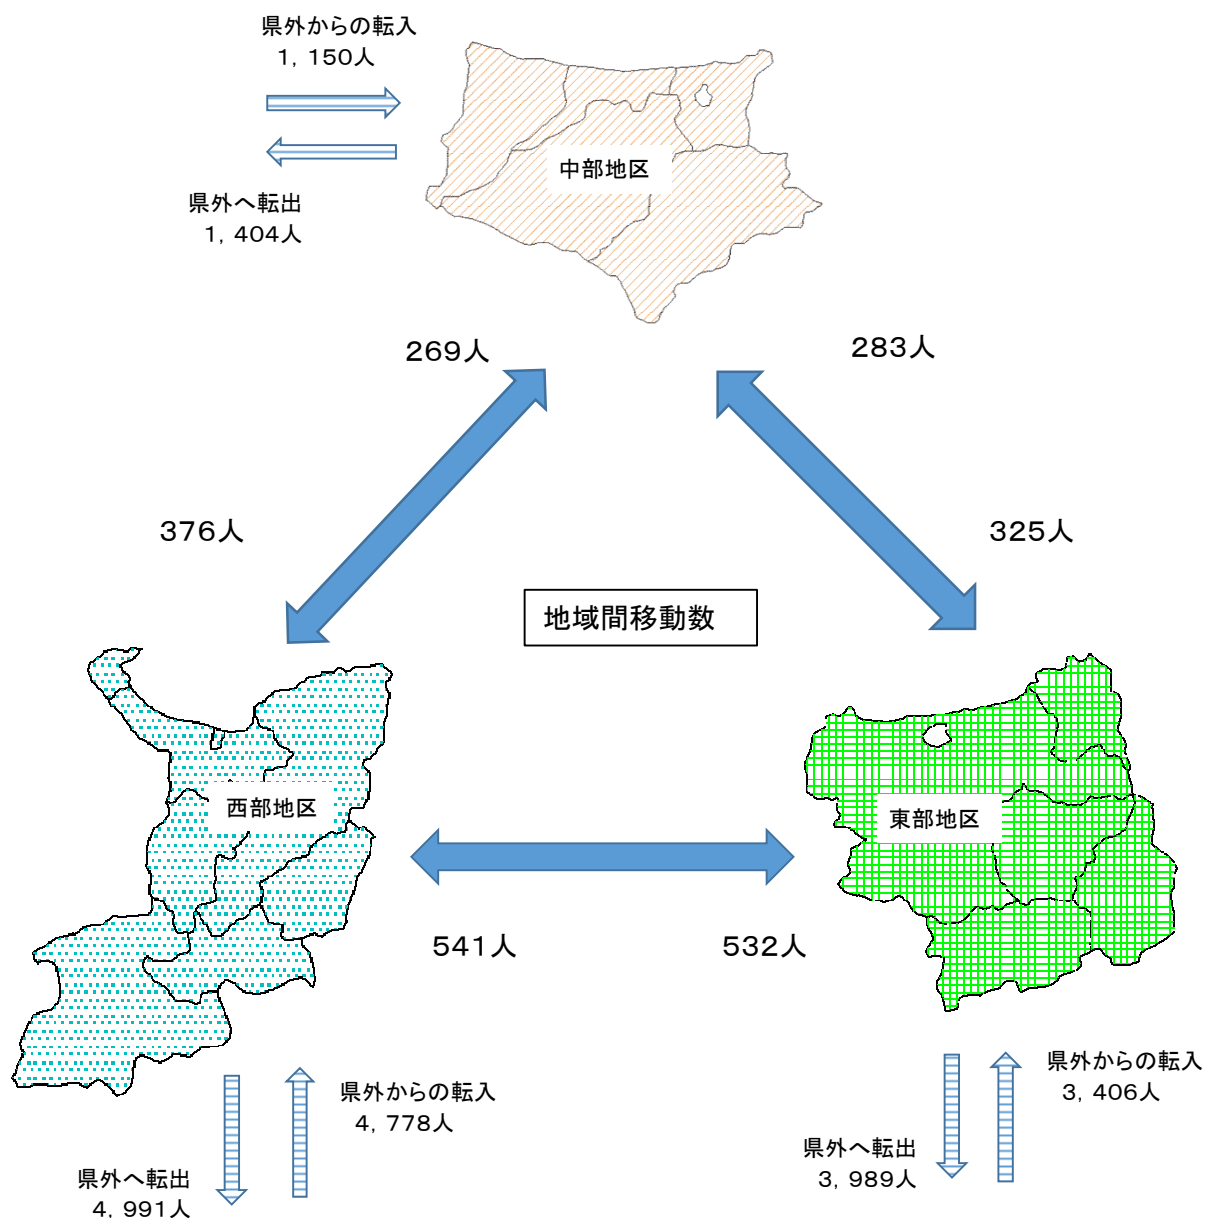 県外からの転入
1, 150人
中部地区
県外へ転出
1, 404人
269人
283人
376人
325人
地域間移動数
西部地区
東部地区
541人
532人
県外からの転入
4, 778人
県外へ転出
4, 991人
県外からの転入
3, 406人
県外へ転出
3, 989人